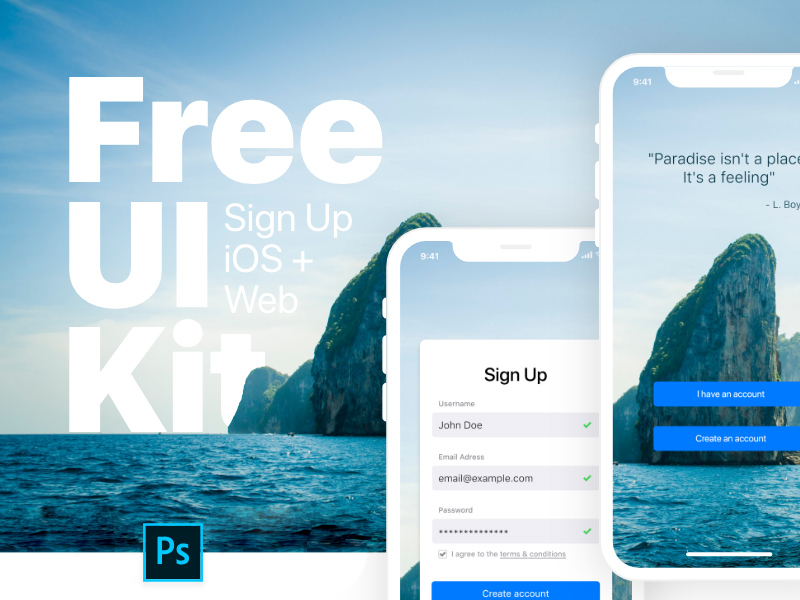 Free
UI
Kit
Sign Up
iOS +
Web
Ps
9:41
Sign Up
Username
John Doe
Email Adress
email@example.com
Password
**************
I agree to the terms & conditions
Create account
9:41
"Paradise isn't a place
It's a feeling"
- L. Boy
I have an account
Create an account